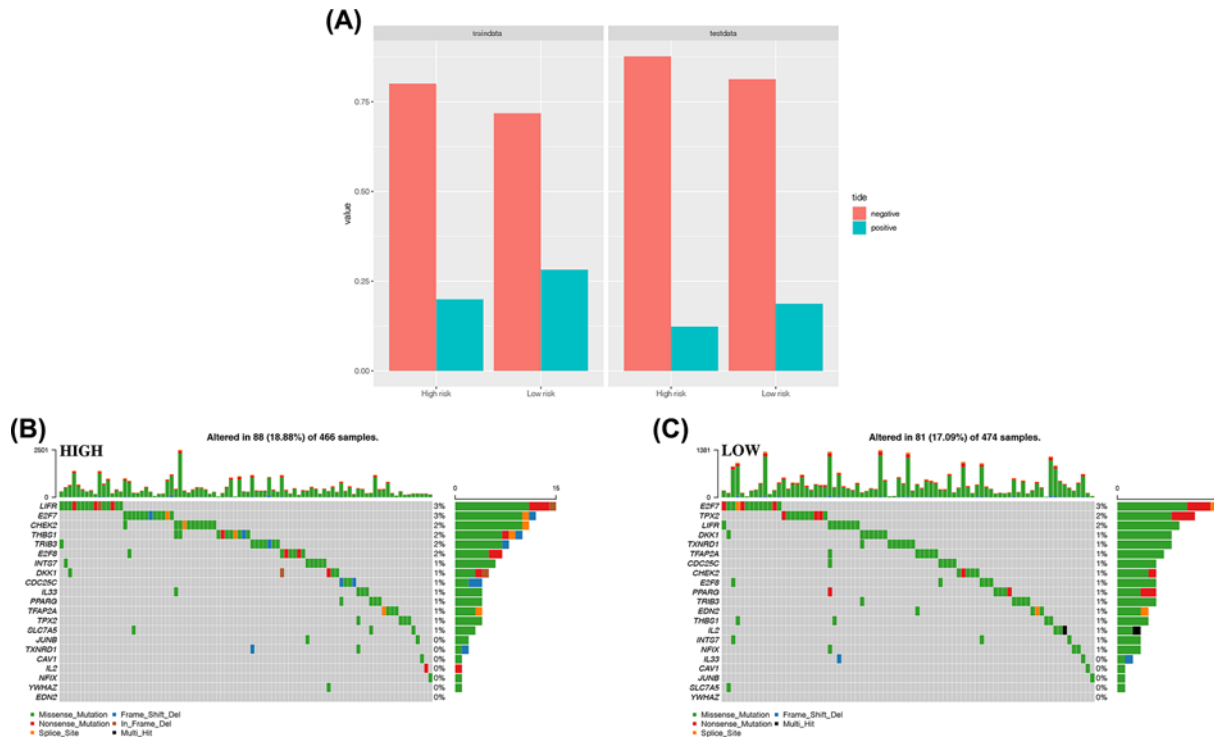 (A)
traindata
testdata
value
0.75
0.50
0.25
0.00
High risk
Low risk
High risk
Low risk
tide
negative
positive
(B)
HIGH
Altered in 88 (18.88%) of 466 samples.
2501
0
0
15
LIFR 3%
E2F7 3%
CHEK2 2%
THBS1 2%
TRIB3 2%
E2F8 2%
INTS7 1%
DKK1 1%
CDC25C 1%
IL33 1%
PPARG 1%
TFAP2A 1%
TPX2 1%
SLC7A5 1%
JUNB 0%
TXNRD1 0%
CAV1 0%
IL2 0%
NFIX 0%
YWHAZ 0%
EDN2 0%
Missense_Mutation
Nonsense_Mutation
Splice_Site
Frame_Shift_Del
In_Frame_Del
Multi_Hit
(C)
LOW
Altered in 81 (17.09%) of 474 samples.
1381
0
0
E2F7 3%
TPX2 2%
LIFR 2%
DKK1 1%
TXNRD1 1%
TFAP2A 1%
CDC25C 1%
CHEK2 1%
E2F8 1%
PPARG 1%
TRIB3 1%
EDN2 1%
THBS1 1%
IL2 1%
INTS7 1%
NFIX 1%
IL33 0%
CAV1 0%
JUNB 0%
SLC7A5 0%
YWHAZ 0%
Missense_Mutation
Nonsense_Mutation
Splice_Site
Frame_Shift_Del
Multi_Hit